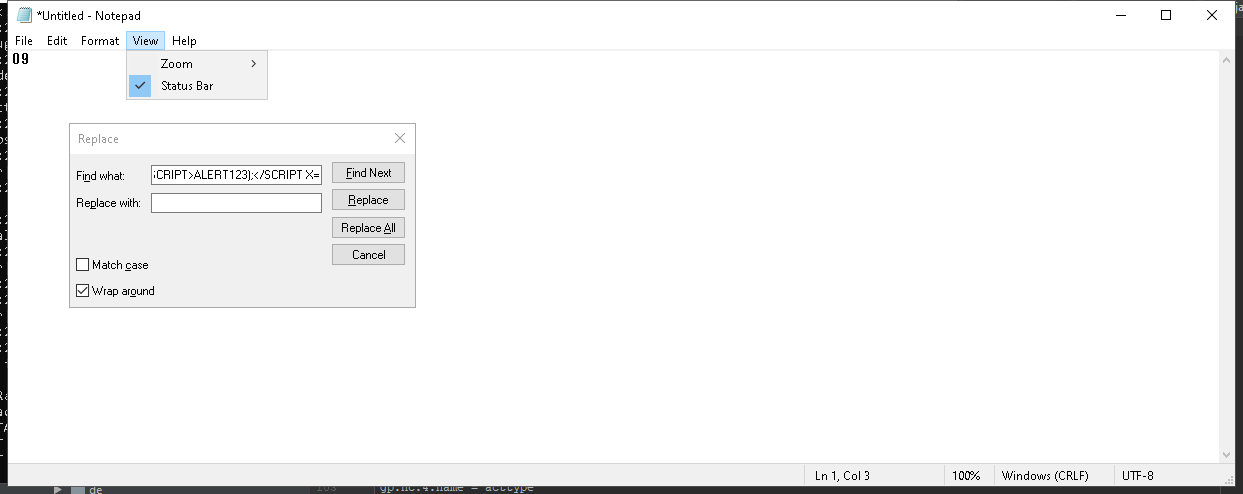 *Untitled - Notepad
File Edit Format View Help
09
Zoom
Status Bar
Replace
Find what: CRIPT>ALERT123);</SCRIPT X=
Find Next
Replace with:
Replace
Replace All
Cancel
Match case
Wrap around
Ln 1, Col 3 100% Windows (CRLF) UTF-8
de
gp.nc.4.name = acctype